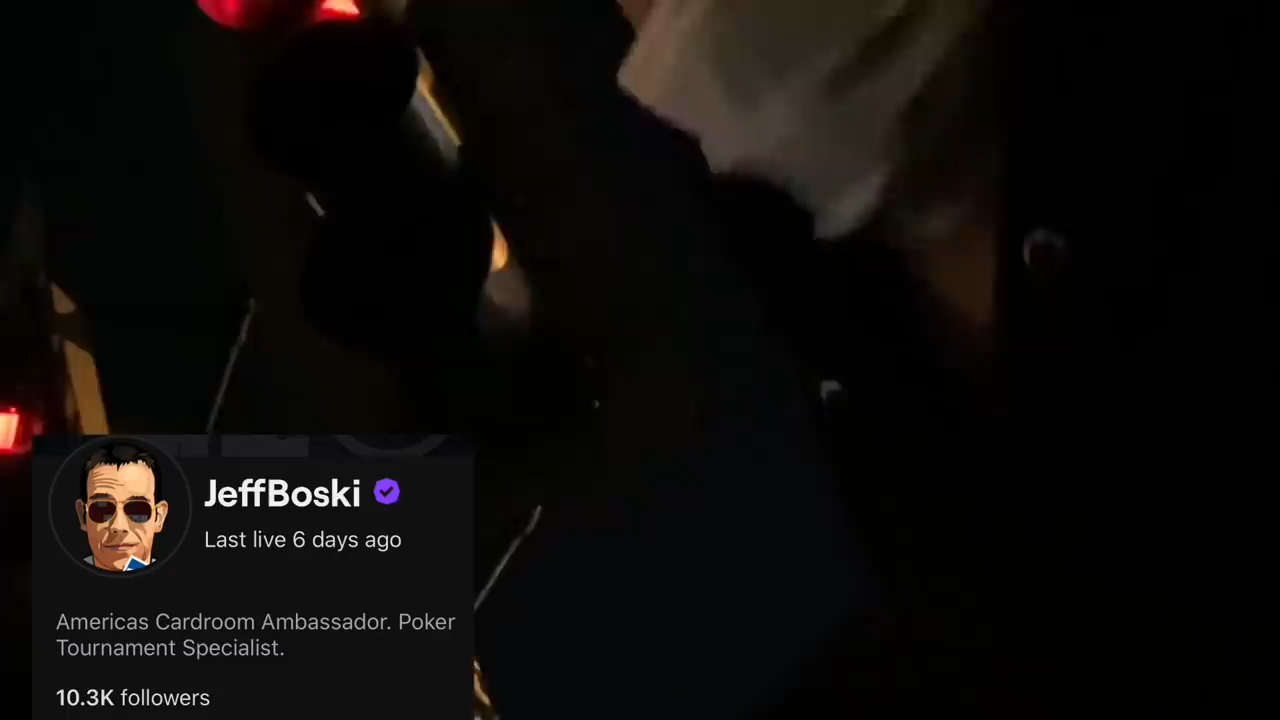 JeffBoski
Last live 6 days ago
Americas Cardroom Ambassador. Poker
Tournament Specialist.
10.3K followers